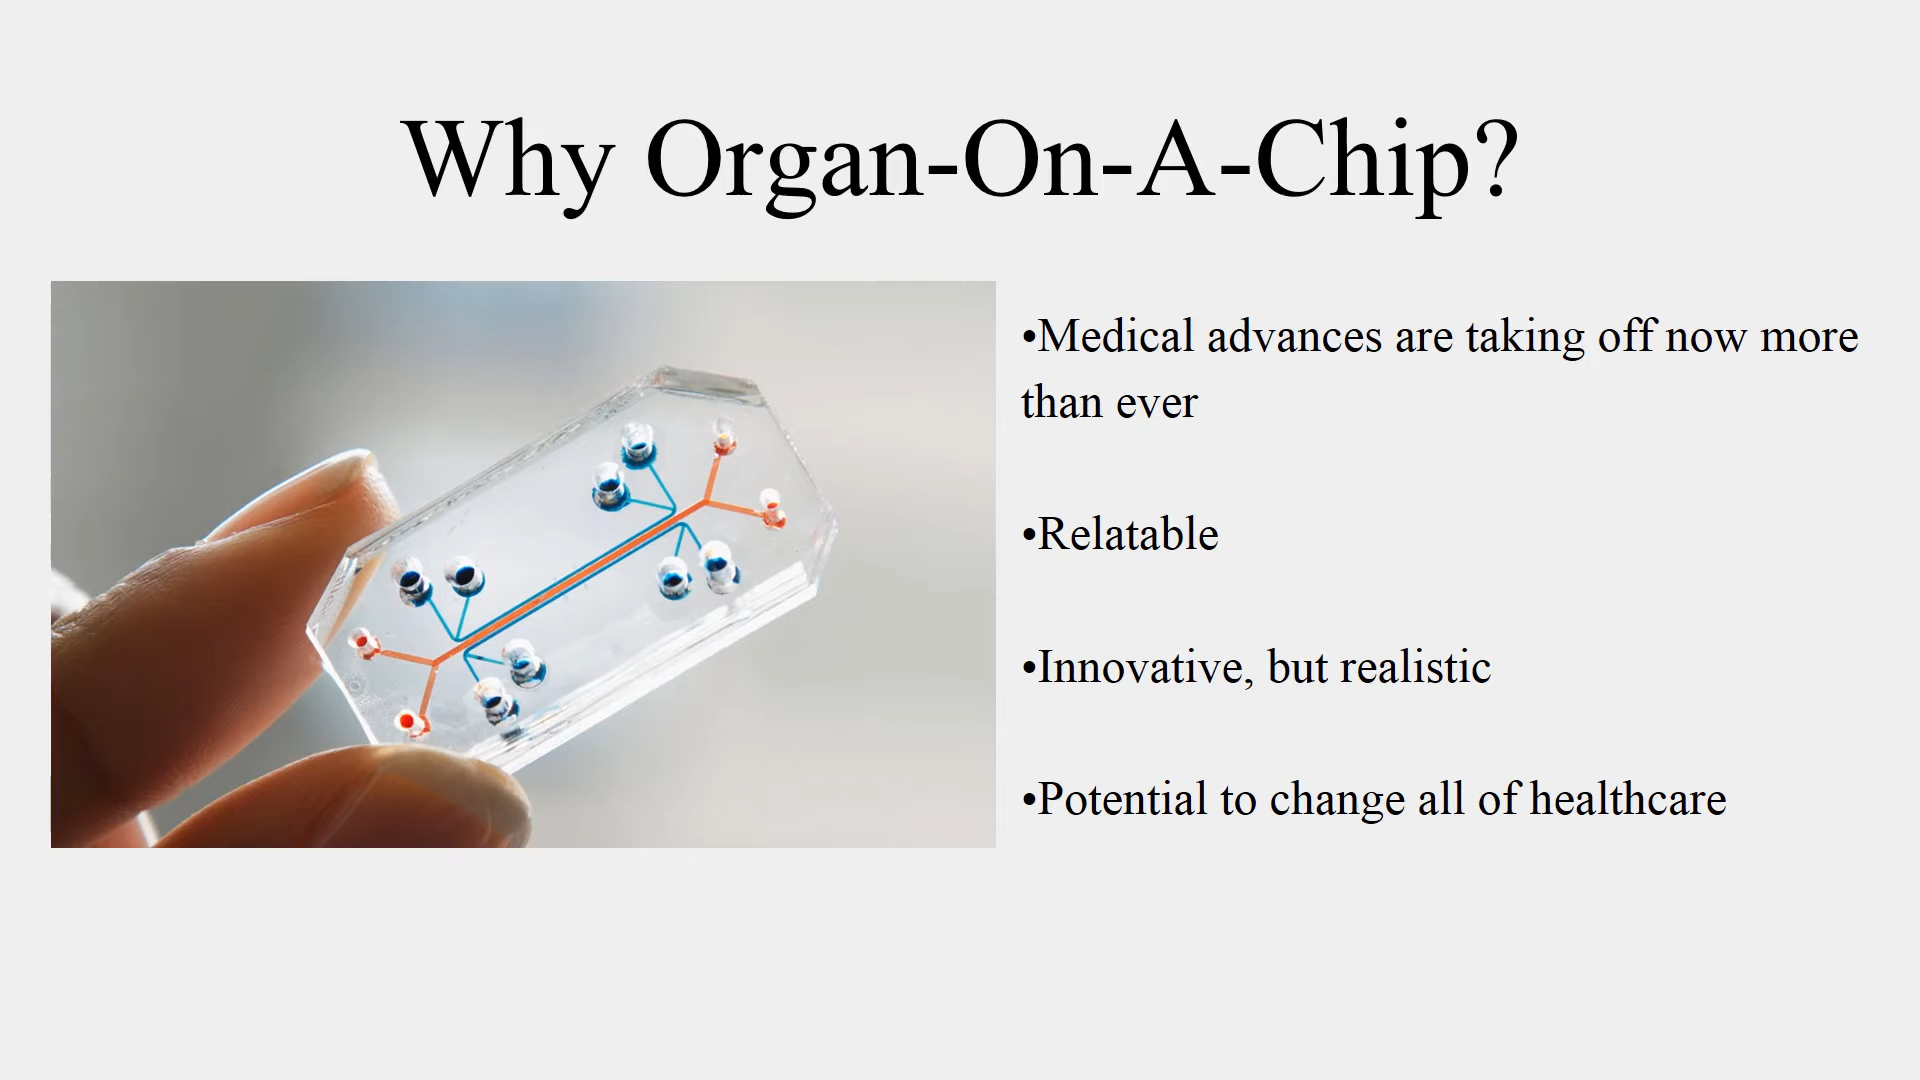 Why Organ-On-A-Chip?
•Medical advances are taking off now more
than ever
•Relatable
•Innovative, but realistic
•Potential to change all of healthcare